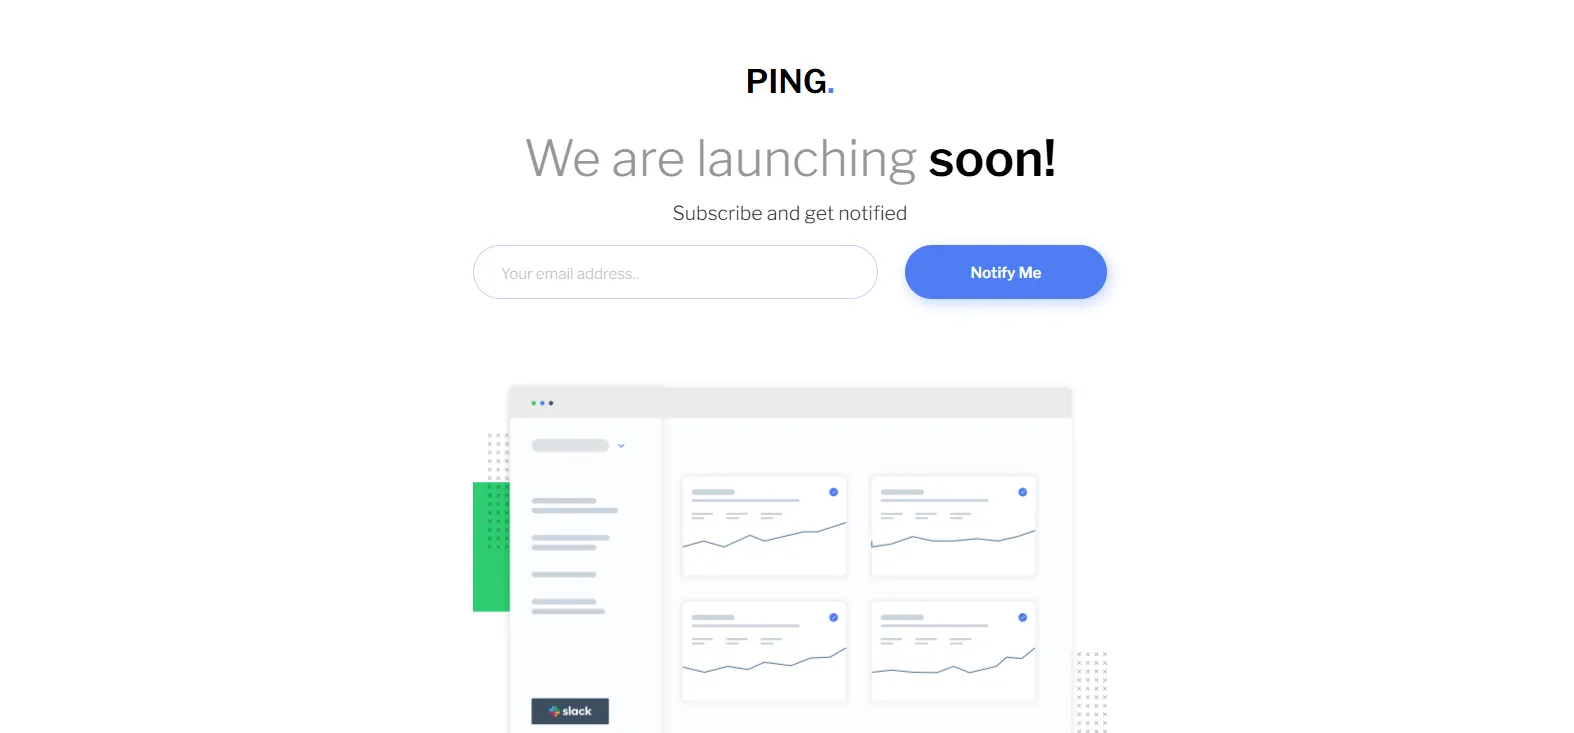 PING.
We are launching soon!
Subscribe and get notified
Your email address..
Notify Me
slack